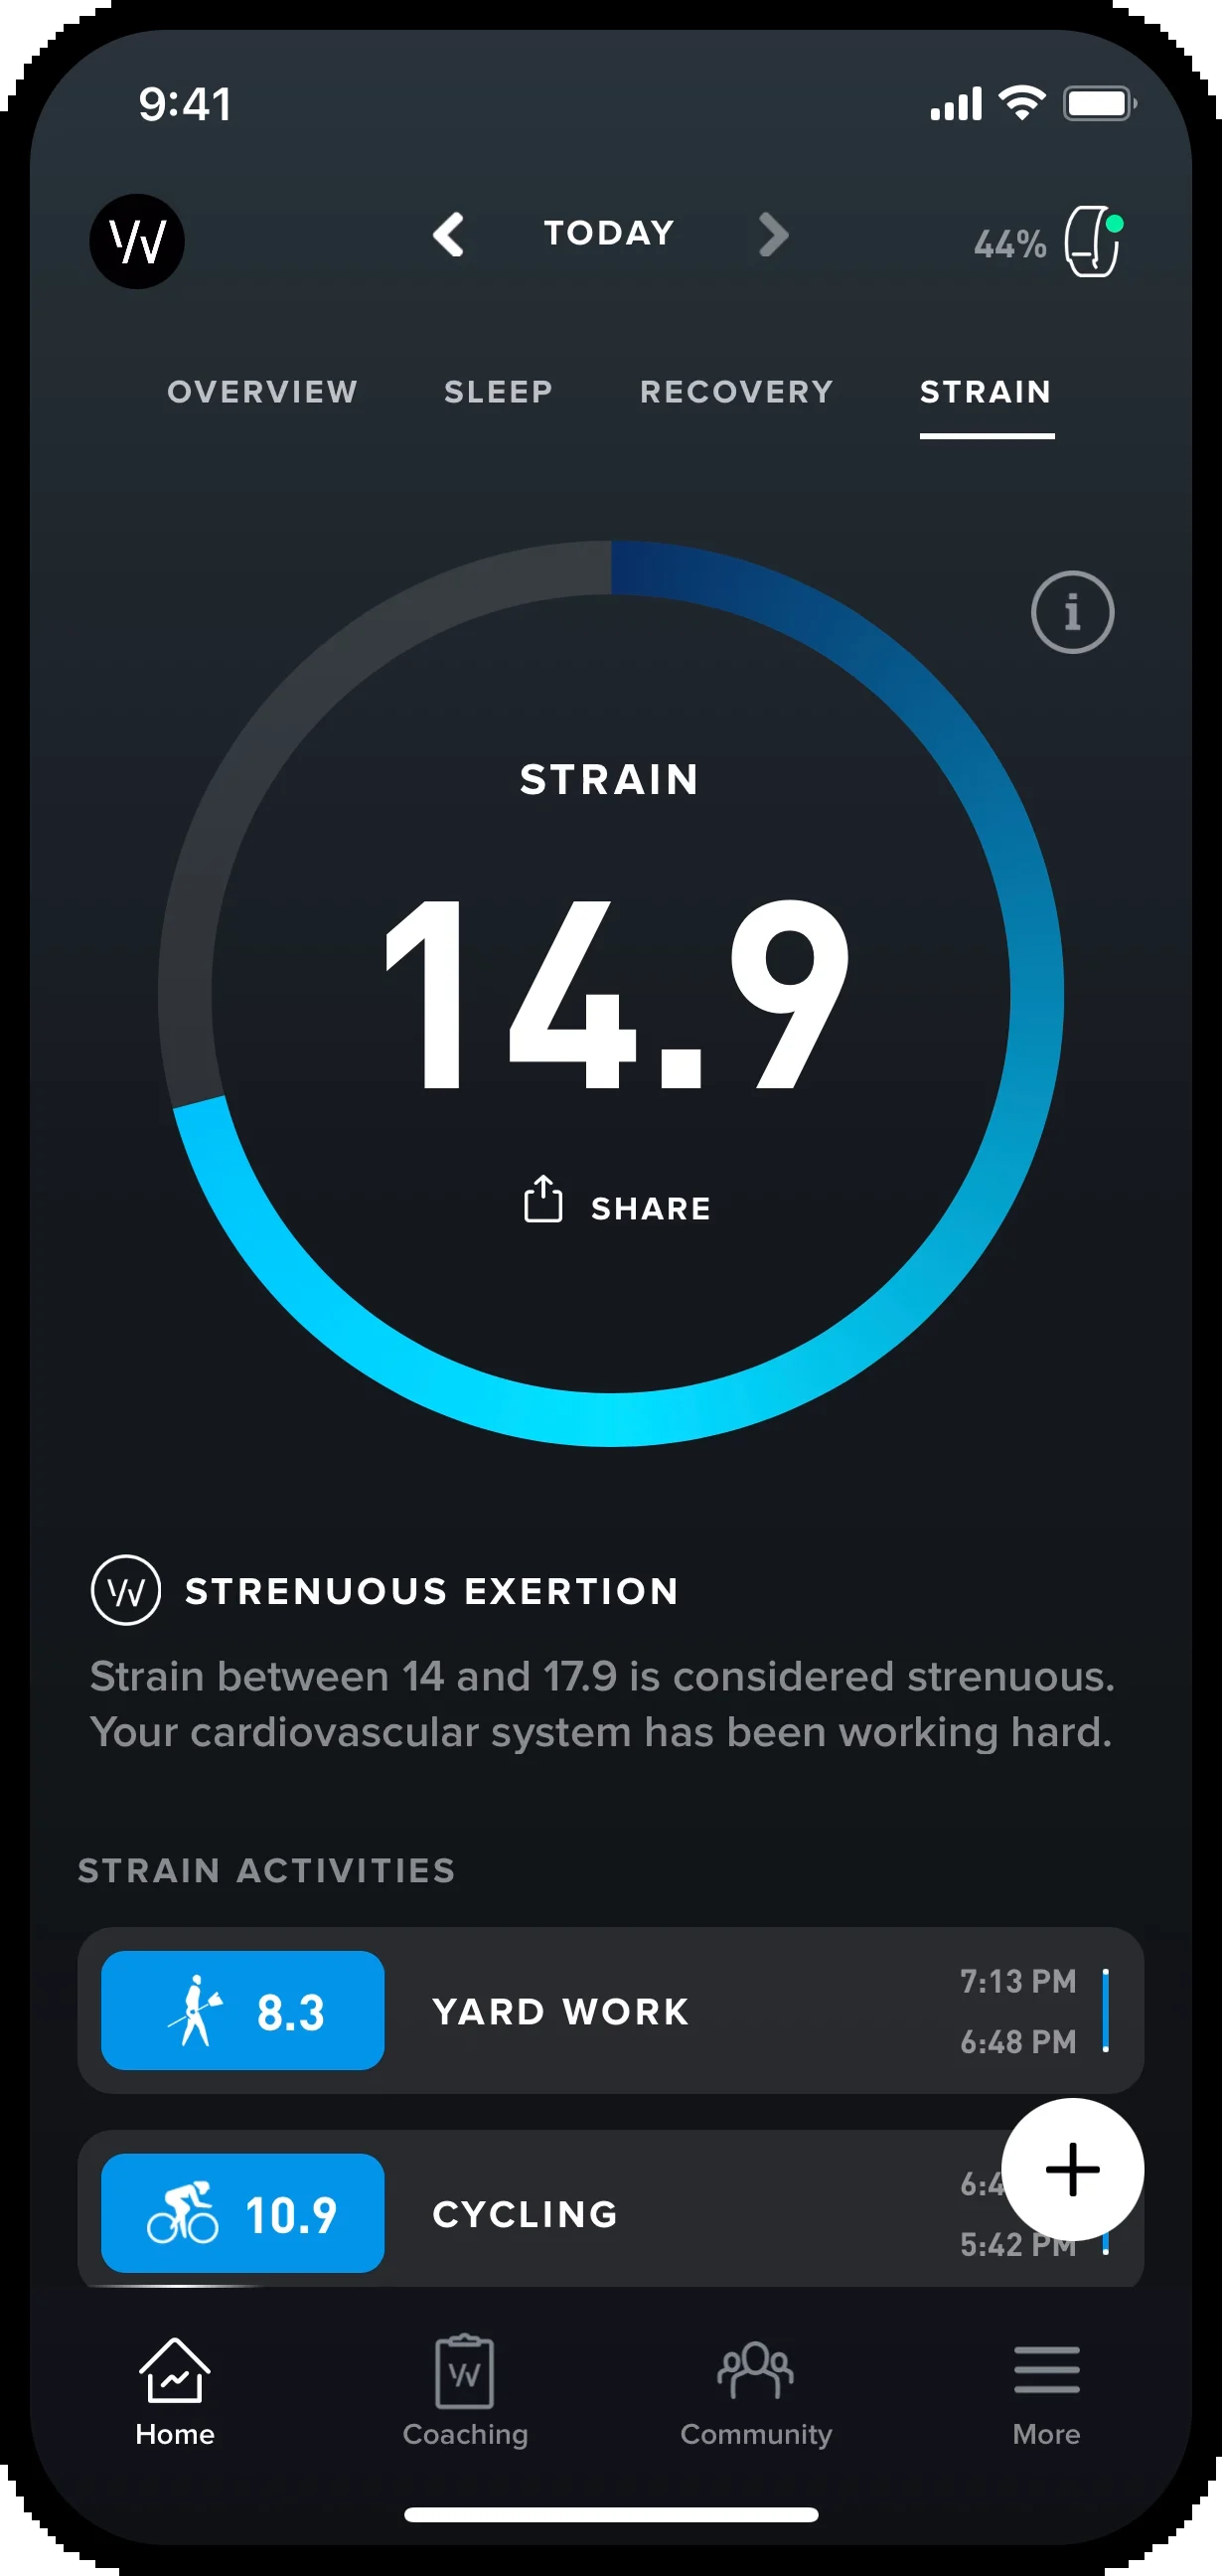 9:41
W
TODAY
44%
OVERVIEW SLEEP RECOVERY STRAIN
i
STRAIN
14.9
SHARE
W STRENUOUS EXERTION
Strain between 14 and 17.9 is considered strenuous.
Your cardiovascular system has been working hard.
STRAIN ACTIVITIES
8.3 YARD WORK 7:13 PM
6:48 PM
10.9 CYCLING 6:4
5:42 PM
W
Home Coaching Community More